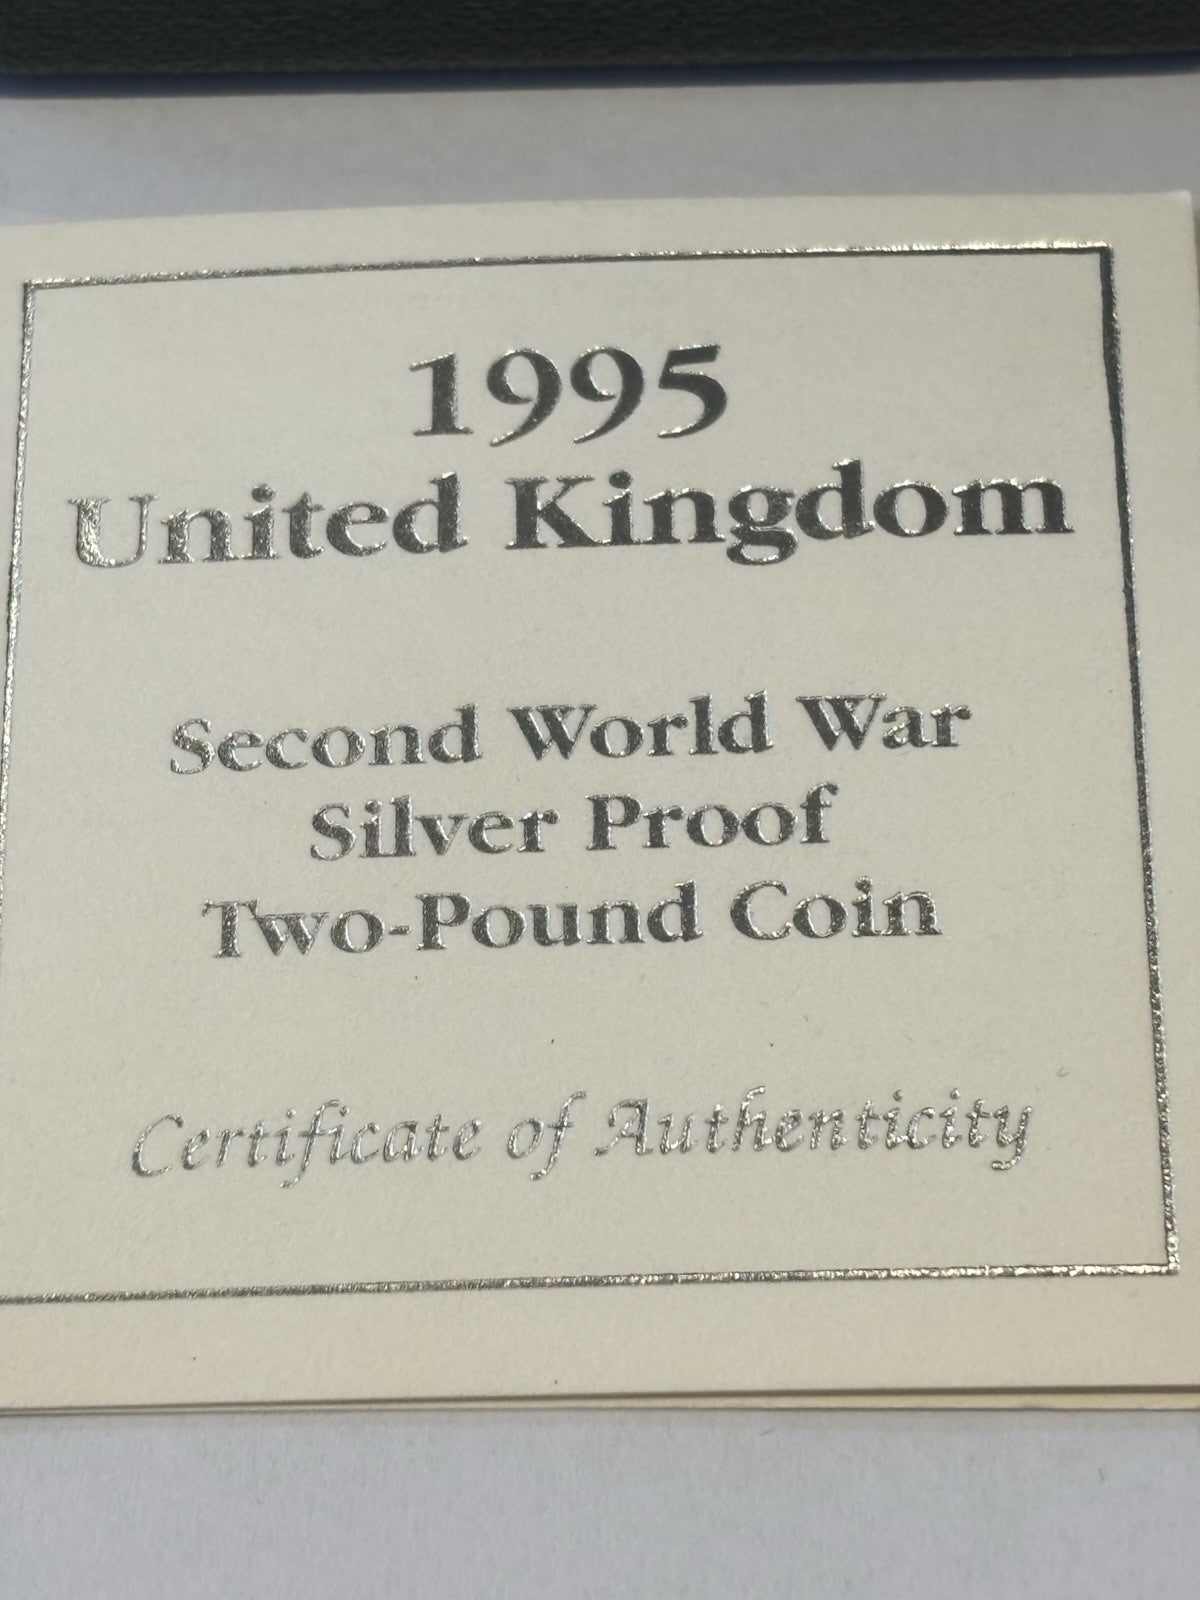 1995
United Kingdom
Second World War
Silver Proof
Two-Pound Coin
Certificate of Authenticity